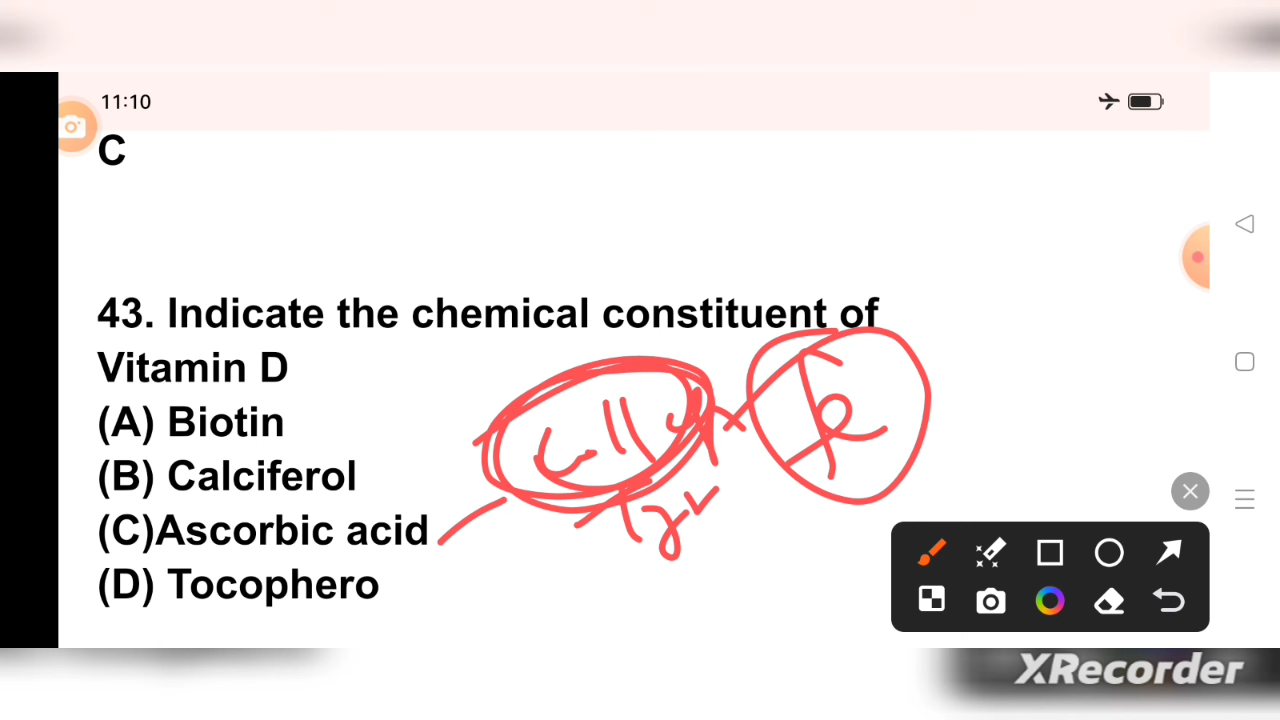 11:10
C
43. Indicate the chemical constituent of
Vitamin D
(A) Biotin
(B) Calciferol
(C)Ascorbic acid
(D) Tocophero
XRecorder